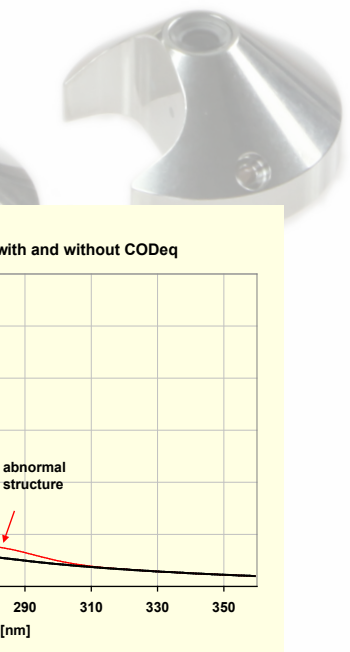 with and without CODeq
abnormal
structure
290 310 330 350
[nm]